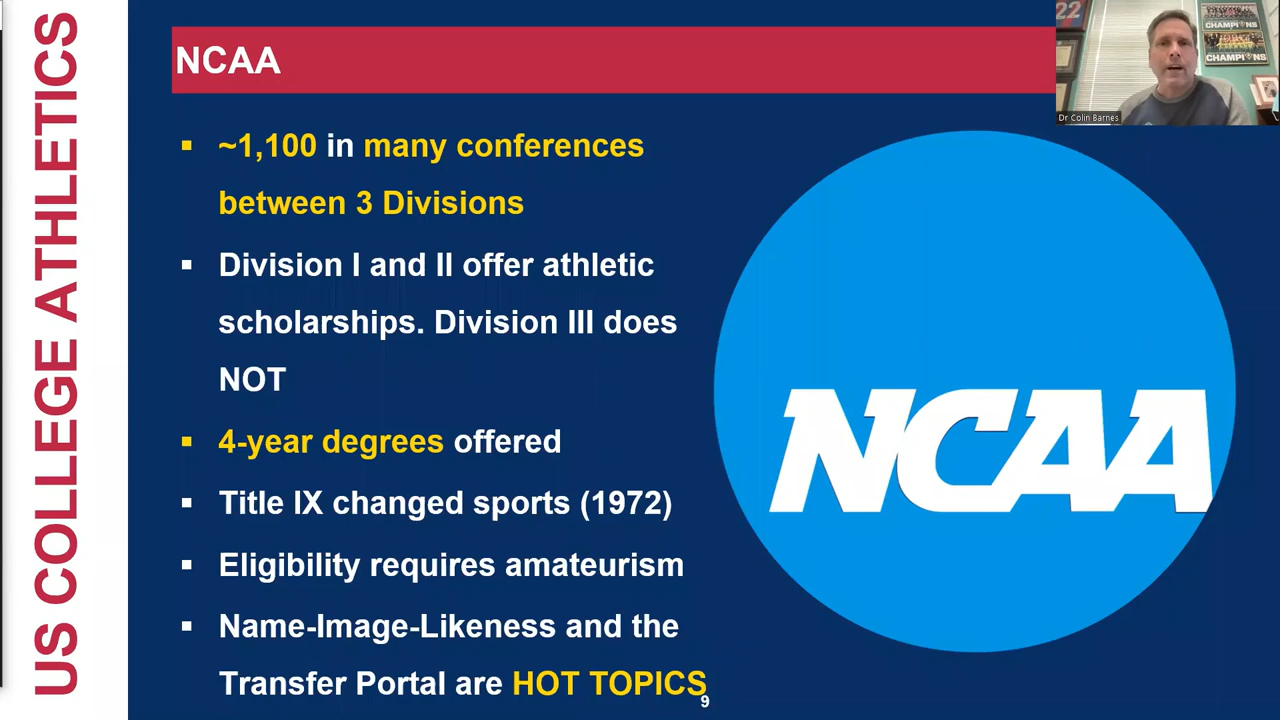 US COLLEGE ATHLETICS
NCAA
~1,100 in many conferences
between 3 Divisions
Division I and II offer athletic
scholarships. Division III does
NOT
4-year degrees offered
Title IX changed sports (1972)
Eligibility requires amateurism
Name-Image-Likeness and the
Transfer Portal are HOT TOPICS
9
NCAA
22
CHAMPIONS
CHAMPIONS
Dr Colin Barnes